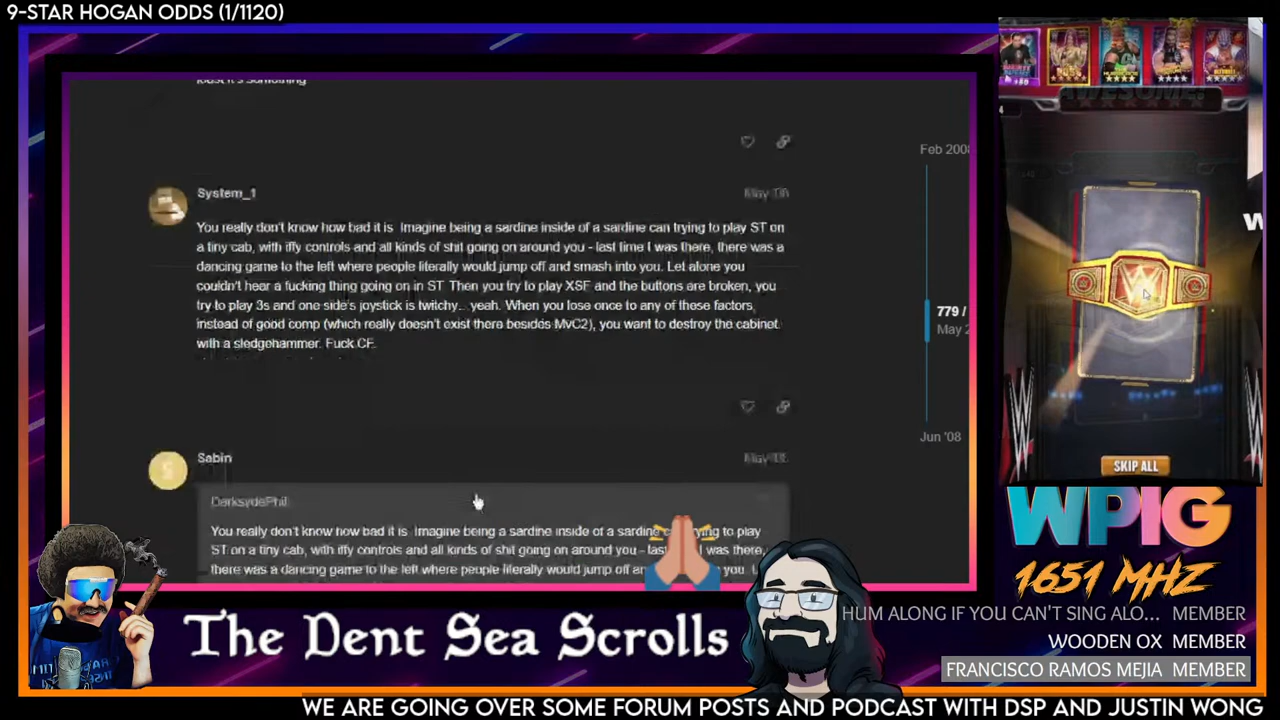 9-STAR HOGAN ODDS (1/1120)
AWESOME!
Feb 2008
System_1
You really don't know how bad it is Imagine being a sardine inside of a sardine can trying to play ST on
a tiny cab, with iffy controls and all kinds of shit going on around you - last time I was there, there was a
dancing game to the left where people literally would jump off and smash into you. Let alone you
couldn't hear a fucking thing going on in ST Then you try to play XSF and the buttons are broken, you
try to play 3s and one side's joystick is twitchy... yeah. When you lose once to any of these factors,
instead of good comp (which really doesn't exist there besides MvC2), you want to destroy the cabinet
with a sledgehammer. Fuck CF.
779 /
May
Jun '08
Sabin
DarksydePhil
You really don't know how bad it is Imagine being a sardine inside of a sardine to play
ST on a tiny cab, with iffy controls and all kinds of shit going on around you - I was there,
there was a dancing game to the left where people literally would jump off you.
SKIP ALL
WPIG
1651 MHZ
HUM ALONG IF YOU CAN'T SING ALO... MEMBER
WOODEN OX MEMBER
FRANCISCO RAMOS MEJIA MEMBER
The Dent Sea Scrolls
WE ARE GOING OVER SOME FORUM POSTS AND PODCAST WITH DSP AND JUSTIN WONG